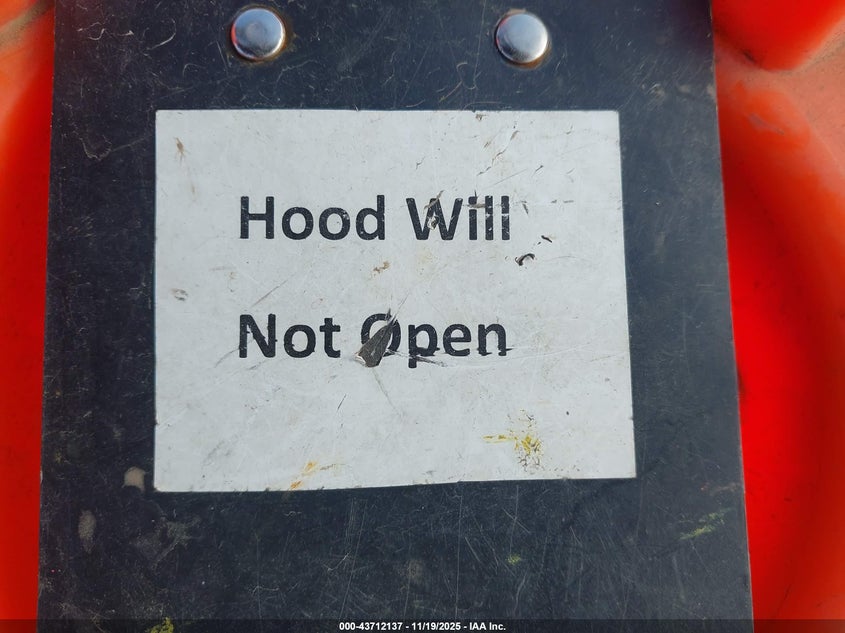 Hood Will
Not Open
000-43712137 - 11/19/2025 - IAA Inc.